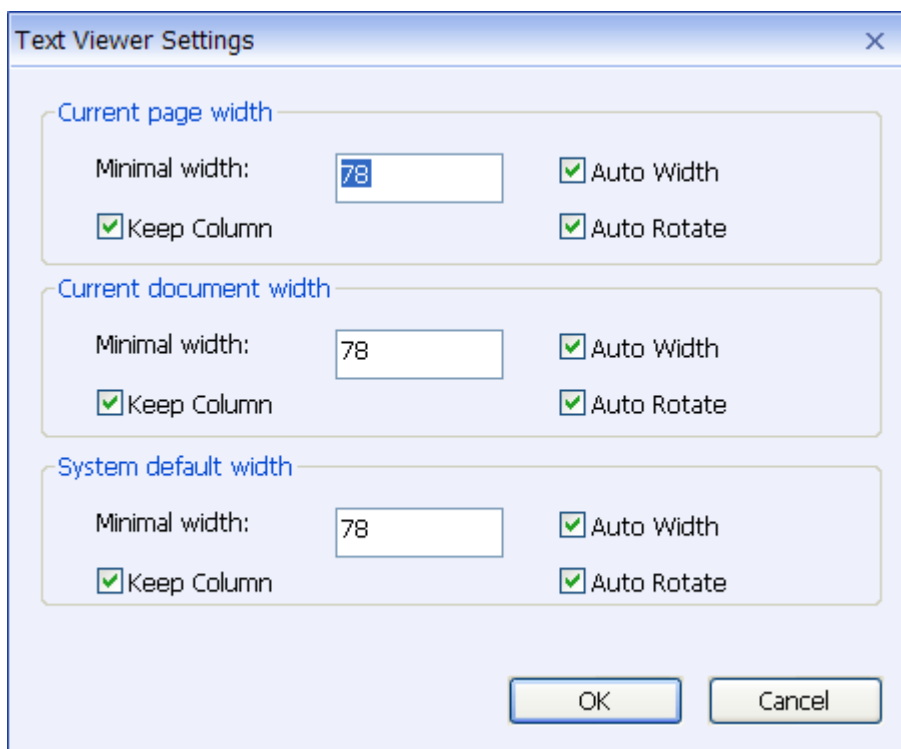 Text Viewer Settings
Current page width
Minimal width: 78 Auto Width
Keep Column Auto Rotate
Current document width
Minimal width: 78 Auto Width
Keep Column Auto Rotate
System default width
Minimal width: 78 Auto Width
Keep Column Auto Rotate
OK Cancel